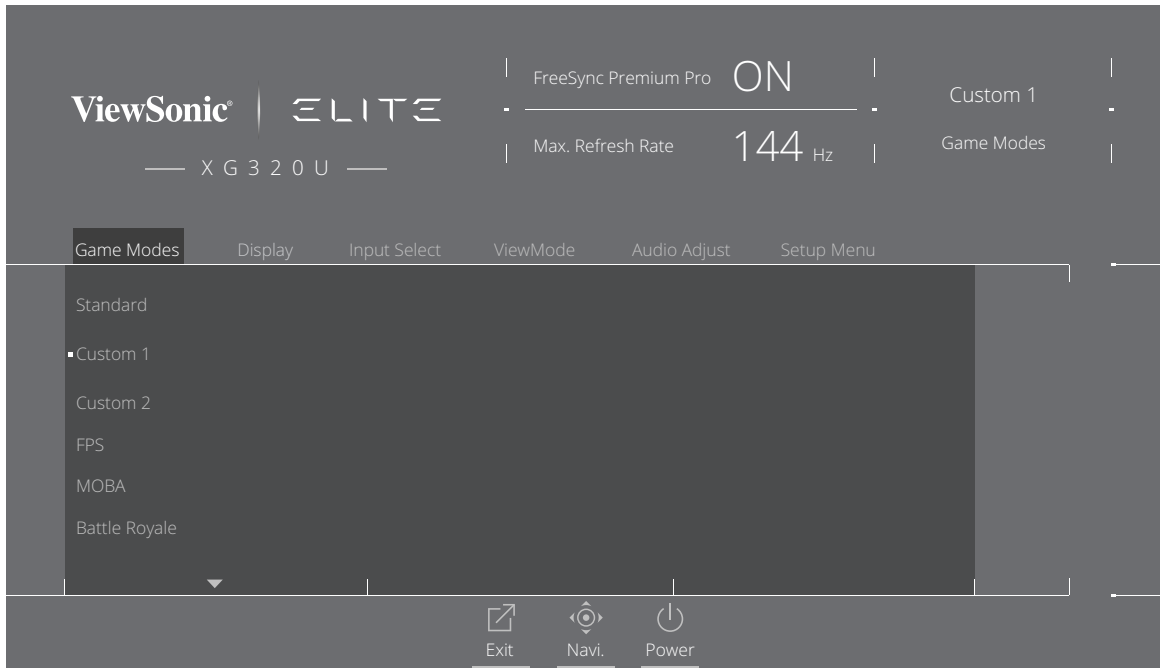 ViewSonic® ELITE
XG320U
FreeSync Premium Pro ON
Max. Refresh Rate 144 Hz
Custom 1
Game Modes
Game Modes Display Input Select ViewMode Audio Adjust Setup Menu
Standard
Custom 1
Custom 2
FPS
MOBA
Battle Royale
Exit Navi. Power